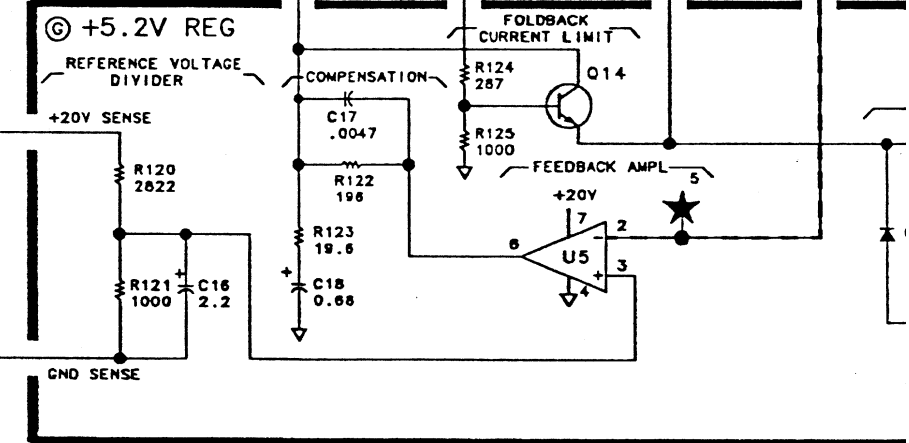 G +5.2V REG
FOLDBACK
CURRENT LIMIT
REFERENCE VOLTAGE
DIVIDER
COMPENSATION
R124
287
Q14
C17
.0047
+20V SENSE
R125
1000
R120
2822
R122
196
FEEDBACK AMPL
5
+20V
7
2
R123
19.6
6
U5
-
+
3
4
+
C18
0.68
R121
1000
+
C16
2.2
GND SENSE